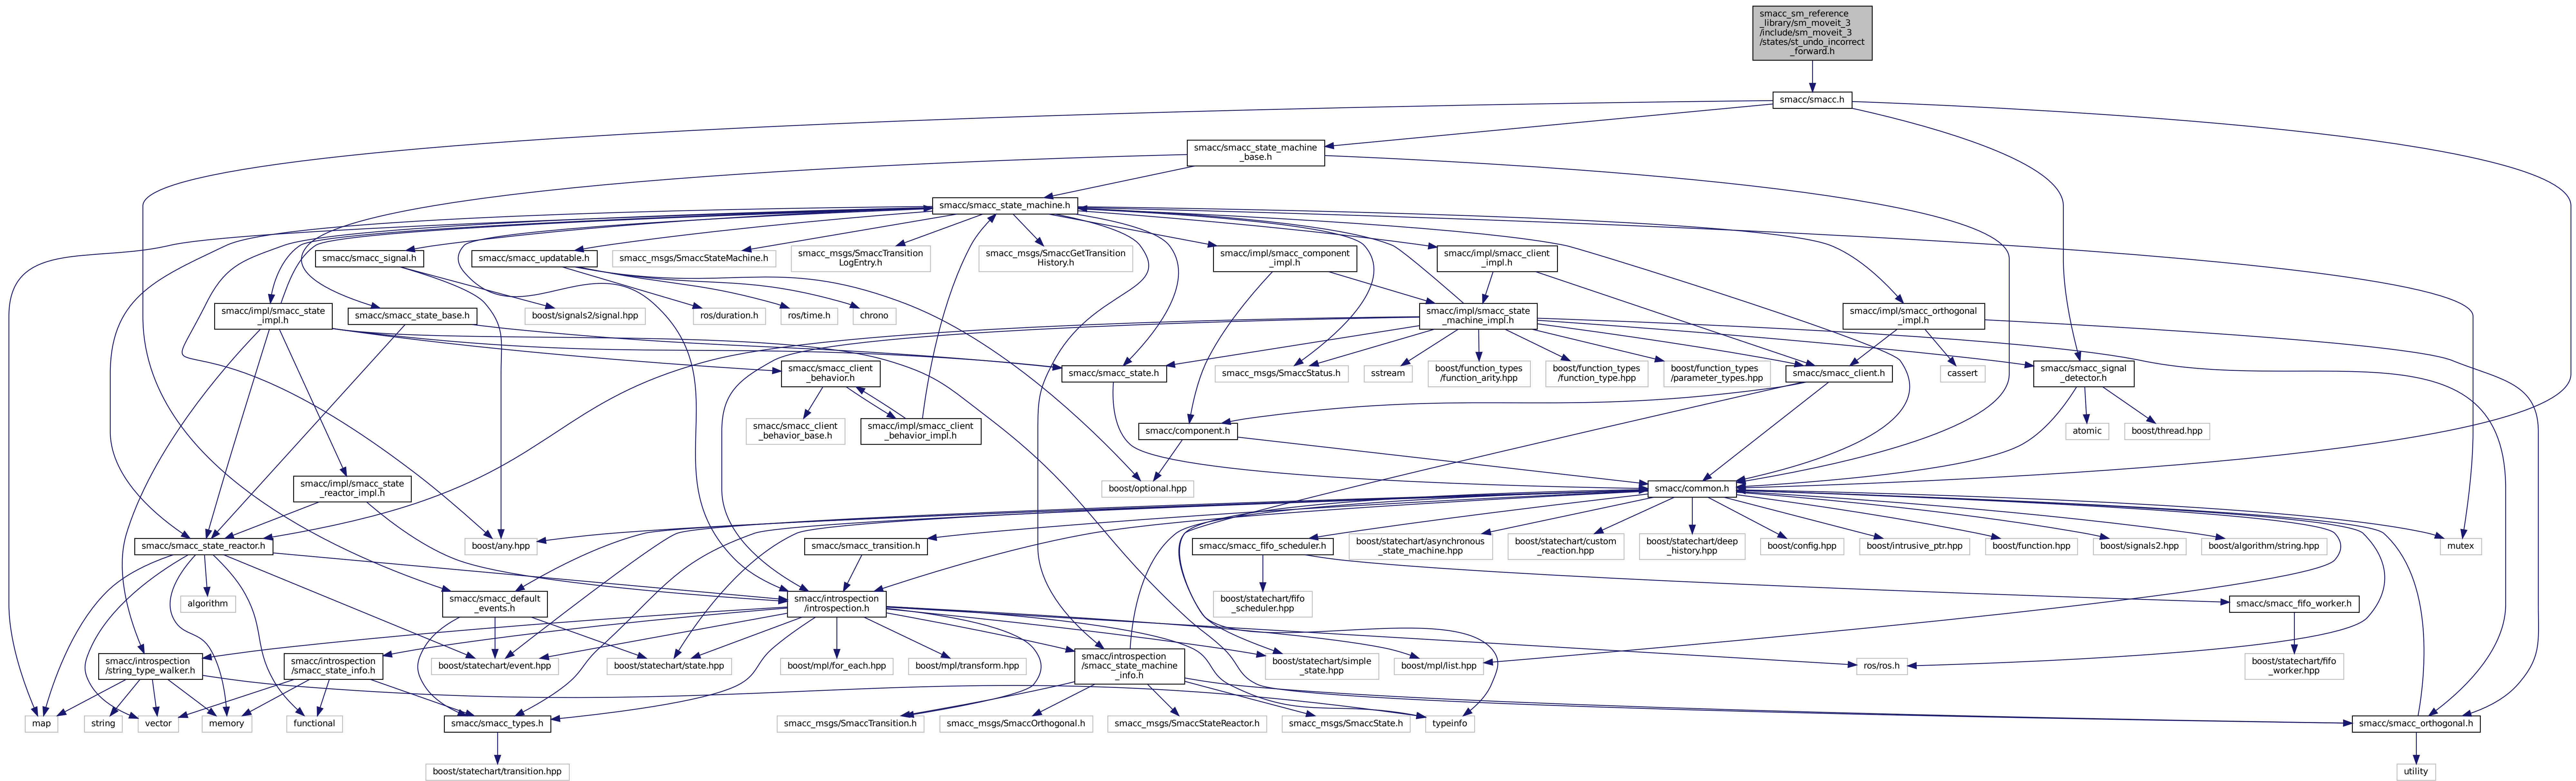 smacc_sm_reference
_library/sm_moveit_3
/include/sm_moveit_3
/states/st_undo_incorrect
_forward.h
smacc/smacc.h
smacc/smacc_state_machine
_base.h
smacc/smacc_state_machine.h
smacc/smacc_signal.h
smacc/smacc_updatable.h
smacc_msgs/SmaccStateMachine.h
smacc_msgs/SmaccTransition
LogEntry.h
smacc_msgs/SmaccGetTransition
History.h
smacc/impl/smacc_component
_impl.h
smacc/impl/smacc_client
_impl.h
smacc/impl/smacc_state
_impl.h
smacc/smacc_state_base.h
boost/signals2/signal.hpp
ros/duration.h
ros/time.h
chrono
smacc/impl/smacc_state
_machine_impl.h
smacc/impl/smacc_orthogonal
_impl.h
smacc/smacc_client
_behavior.h
smacc/smacc_state.h
smacc_msgs/SmaccStatus.h
sstream
boost/function_types
/function_arity.hpp
boost/function_types
/function_type.hpp
boost/function_types
/parameter_types.hpp
smacc/smacc_client.h
cassert
smacc/smacc_signal
_detector.h
smacc/smacc_client
_behavior_base.h
smacc/impl/smacc_client
_behavior_impl.h
smacc/component.h
atomic
boost/thread.hpp
smacc/impl/smacc_state
_reactor_impl.h
boost/optional.hpp
smacc/common.h
smacc/smacc_state_reactor.h
boost/any.hpp
smacc/smacc_transition.h
smacc/smacc_fifo_scheduler.h
boost/statechart/asynchronous
_state_machine.hpp
boost/statechart/custom
_reaction.hpp
boost/statechart/deep
_history.hpp
boost/config.hpp
boost/intrusive_ptr.hpp
boost/function.hpp
boost/signals2.hpp
boost/algorithm/string.hpp
mutex
algorithm
smacc/smacc_default
_events.h
smacc/introspection
/introspection.h
boost/statechart/fifo
_scheduler.hpp
smacc/smacc_fifo_worker.h
smacc/introspection
/string_type_walker.h
smacc/introspection
/smacc_state_info.h
boost/statechart/event.hpp
boost/statechart/state.hpp
boost/mpl/for_each.hpp
boost/mpl/transform.hpp
smacc/introspection
/smacc_state_machine
_info.h
boost/statechart/simple
_state.hpp
boost/mpl/list.hpp
ros/ros.h
boost/statechart/fifo
_worker.hpp
map
string
vector
memory
functional
smacc/smacc_types.h
smacc_msgs/SmaccTransition.h
smacc_msgs/SmaccOrthogonal.h
smacc_msgs/SmaccStateReactor.h
smacc_msgs/SmaccState.h
typeinfo
smacc/smacc_orthogonal.h
boost/statechart/transition.hpp
utility